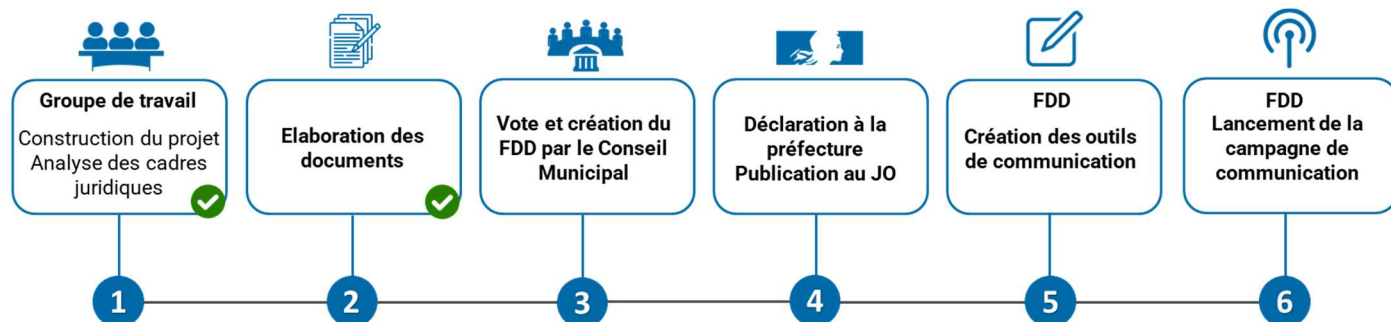 Groupe de travail
Construction du projet
Analyse des cadres
juridiques
Elaboration des
documents
Vote et création du
FDD par le Conseil
Municipal
Déclaration à la
préfecture
Publication au JO
FDD
Création des outils
de communication
FDD
Lancement de la
campagne de
communication
1 2 3 4 5 6